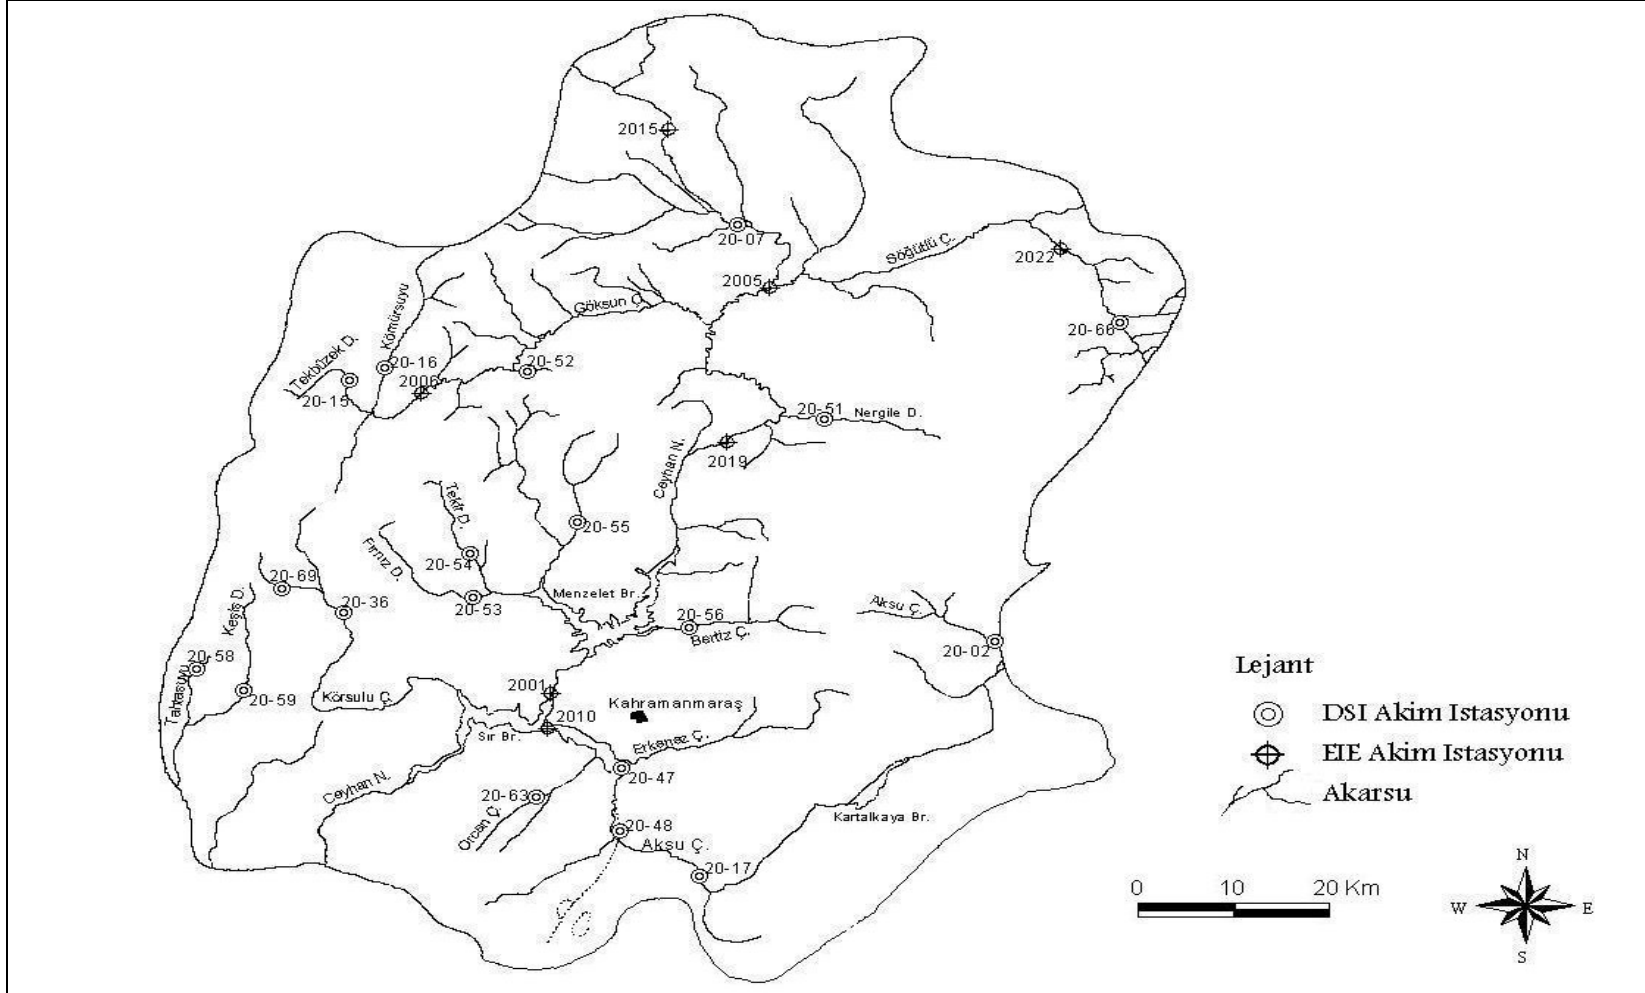 2015
20-07
Söğütlü Ç.
2022
2005
Göksun Ç.
Kömürsuyu
20-66
Tekbüzek D.
20-16
20-52
2006
20-15
20-51
Nergile D.
Ceyhan N.
2019
Tekir D.
20-55
Fırnız D.
20-54
20-69
Menzelet Br.
Keşiş D.
20-36
20-53
20-56
Aksu Ç.
Bertiz Ç.
20-02
20-58
Tahtasuyu
20-59
Körsulu Ç.
2001
Kahramanmaraş
2010
Sır Br.
Erkenez Ç.
20-47
Ceyhan N.
20-63
Orcan Ç.
20-48
Aksu Ç.
Kartalkaya Br.
20-17
Lejant
DSI Akim Istasyonu
EIE Akim Istasyonu
Akarsu
0 10 20 Km
N
W E
S